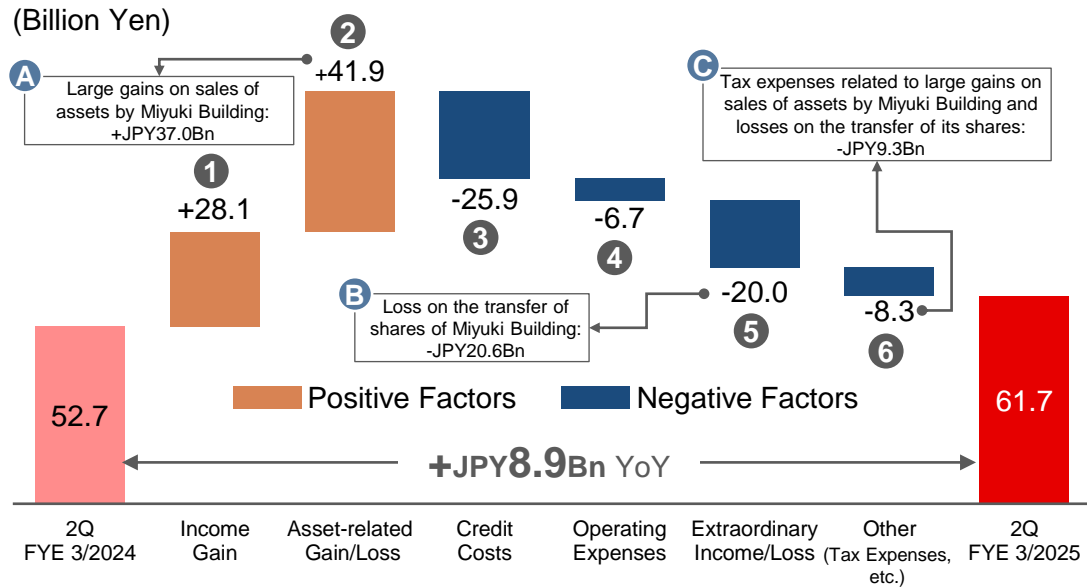 (Billion Yen)
A
Large gains on sales of
assets by Miyuki Building:
+JPY37.0Bn
2
+41.9
C
Tax expenses related to large gains on
sales of assets by Miyuki Building and
losses on the transfer of its shares:
-JPY9.3Bn
1
+28.1
-25.9
3
-6.7
4
B
Loss on the transfer of
shares of Miyuki Building:
-JPY20.6Bn
-20.0
5
-8.3
6
Positive Factors
Negative Factors
52.7
61.7
+JPY8.9Bn YoY
2Q
FYE 3/2024
Income
Gain
Asset-related
Gain/Loss
Credit
Costs
Operating
Expenses
Extraordinary
Income/Loss
Other
(Tax Expenses,
etc.)
2Q
FYE 3/2025